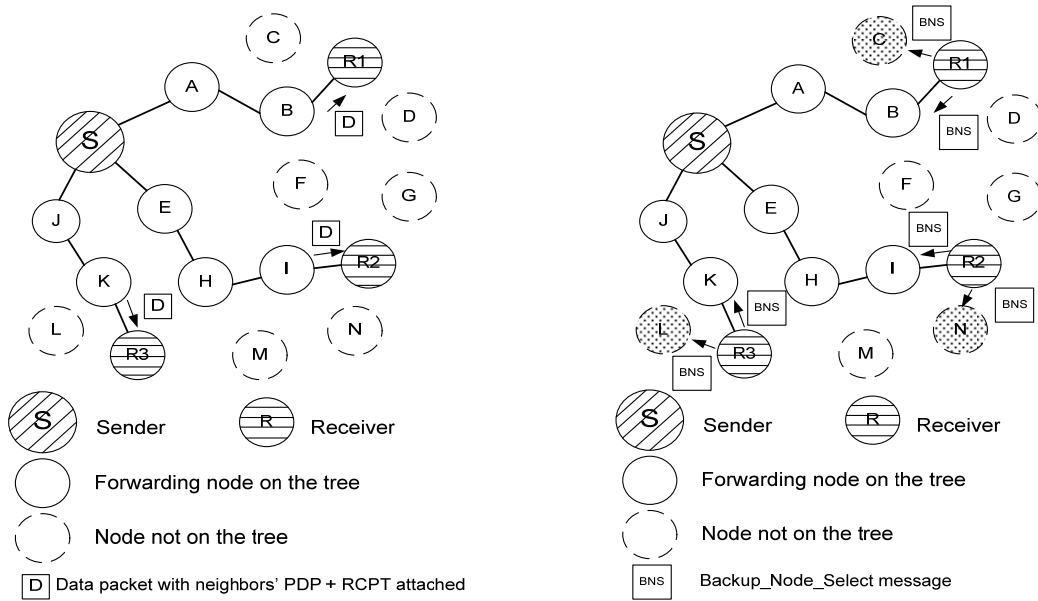 C
R1
A
B
D
D
S
F
G
E
J
D
I
R2
K
H
D
L
N
R3
M
S
Sender
R
Receiver
Forwarding node on the tree
Node not on the tree
D
Data packet with neighbors' PDP + RCPT attached
BNS
C
R1
A
B
BNS
D
S
F
G
E
J
BNS
I
R2
K
H
BNS
BNS
L
N
R3
M
BNS
S
Sender
R
Receiver
Forwarding node on the tree
Node not on the tree
BNS
Backup_Node_Select message